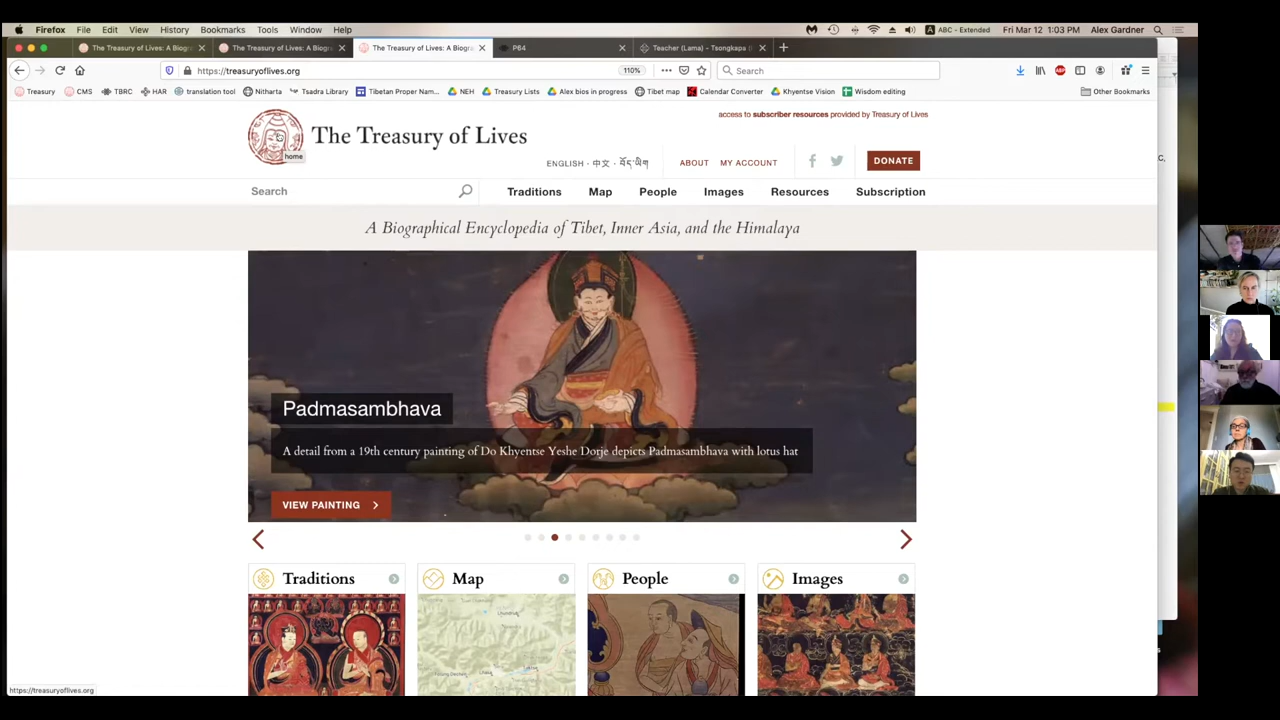 Firefox File Edit View History Bookmarks Tools Window Help
ABC - Extended Fri Mar 12 1:03 PM Alex Gardner
The Treasury of Lives: A Biogra
The Treasury of Lives: A Biogra
The Treasury of Lives: A Biogra
P64
Teacher (Lama) - Tsongkapa
https://treasuryoflives.org
110%
Search
Treasury CMS TBRC HAR translation tool Nitharta Tsadra Library Tibetan Proper Nam... NEH Treasury Lists Alex bios in progress Tibet map Calendar Converter Khyentse Vision Wisdom editing Other Bookmarks
access to subscriber resources provided by Treasury of Lives
The Treasury of Lives
home
ENGLISH · 中文 · བོད་ཡིག
ABOUT MY ACCOUNT
DONATE
Search
Traditions Map People Images Resources Subscription
A Biographical Encyclopedia of Tibet, Inner Asia, and the Himalaya
Padmasambhava
A detail from a 19th century painting of Do Khyentse Yeshe Dorje depicts Padmasambhava with lotus hat
VIEW PAINTING
Traditions
Map
People
Images
https://treasuryoflives.org